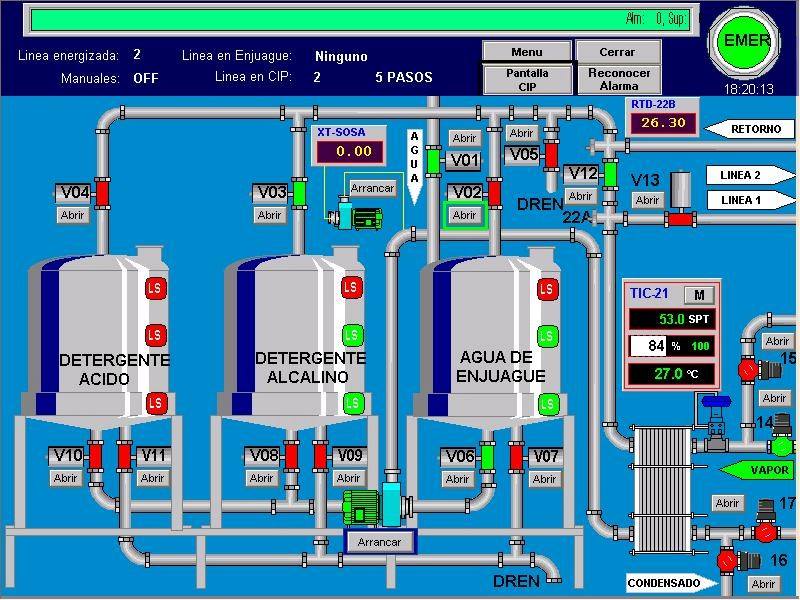 Alm: 0, Sup:
EMER
Linea energizada: 2
Linea en Enjuague: Ninguno
Menu
Cerrar
Manuales: OFF
Linea en CIP: 2 5 PASOS
Pantalla
CIP
Reconocer
Alarma
18:20:13
RTD-22B
26.30
RETORNO
XT-SOSA
0.00
AGUA
Abrir
V01
Abrir
V05
V12
Abrir
V13
Abrir
LINEA 2
LINEA 1
V04
Abrir
V03
Abrir
Arrancar
V02
Abrir
DREN
22A
LS
LS
LS
DETERGENTE
ACIDO
LS
LS
LS
DETERGENTE
ALCALINO
LS
LS
LS
AGUA DE
ENJUAGUE
TIC-21 M
53.0 SPT
84 % 100
27.0 °C
Abrir
15
Abrir
14
VAPOR
V10
Abrir
V11
Abrir
V08
Abrir
V09
Abrir
V06
Abrir
V07
Abrir
Abrir
17
Arrancar
16
Abrir
DREN
CONDENSADO